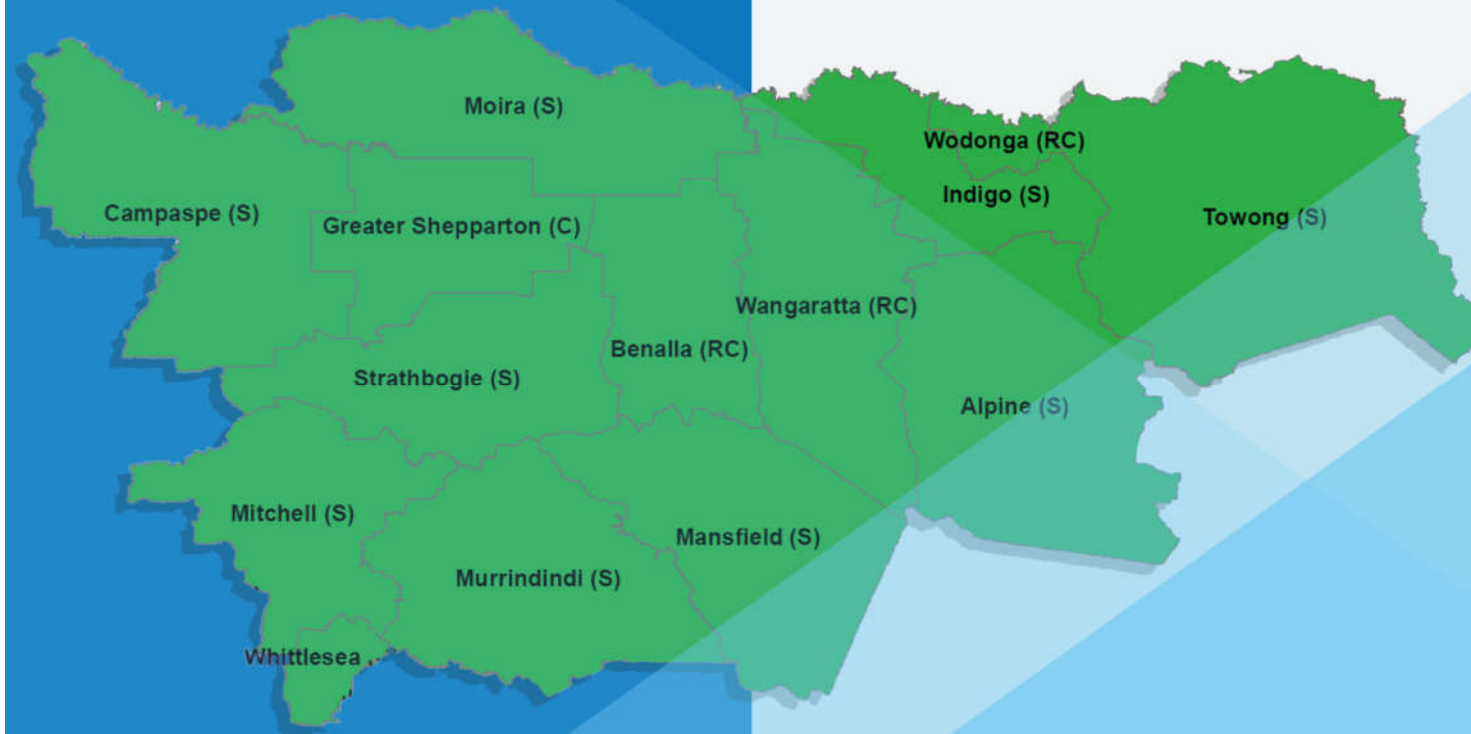 Moira (S)
Wodonga (RC)
Indigo (S)
Campaspe (S)
Greater Shepparton (C)
Towong (S)
Wangaratta (RC)
Benalla (RC)
Strathbogie (S)
Alpine (S)
Mitchell (S)
Mansfield (S)
Murrindindi (S)
Whittlesea